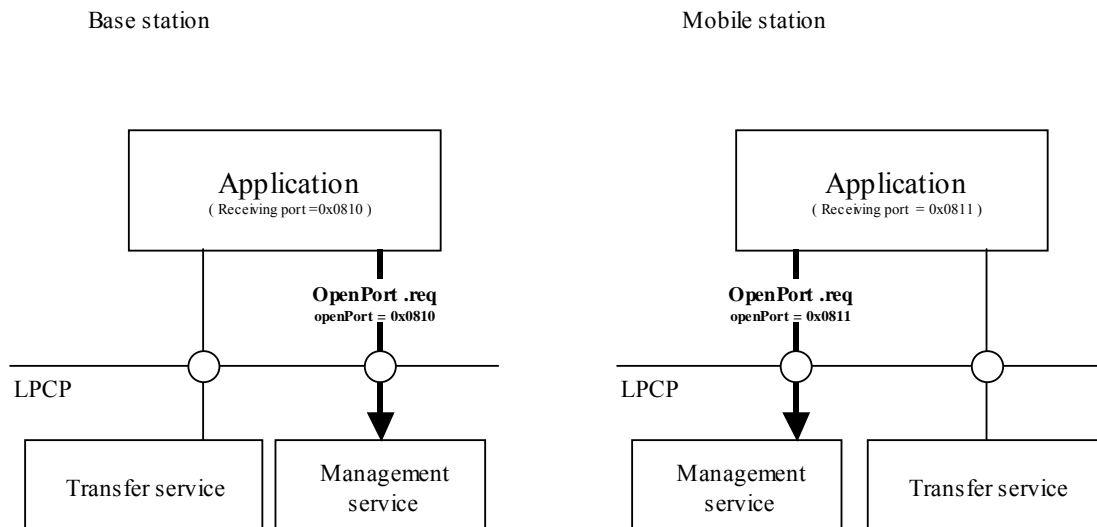 Base station
Mobile station
Application
( Receiving port =0x0810 )
Application
( Receiving port = 0x0811 )
OpenPort .req
openPort = 0x0810
OpenPort .req
openPort = 0x0811
LPCP
LPCP
Transfer service
Management
service
Management
service
Transfer service